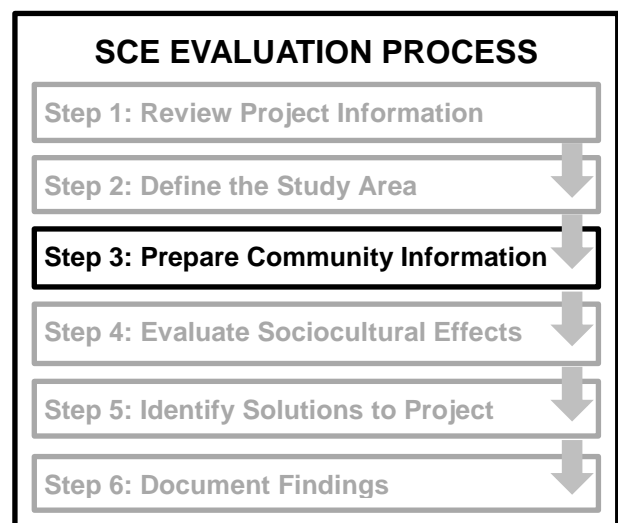 SCE EVALUATION PROCESS
Step 1: Review Project Information
Step 2: Define the Study Area
Step 3: Prepare Community Information
Step 4: Evaluate Sociocultural Effects
Step 5: Identify Solutions to Project
Step 6: Document Findings